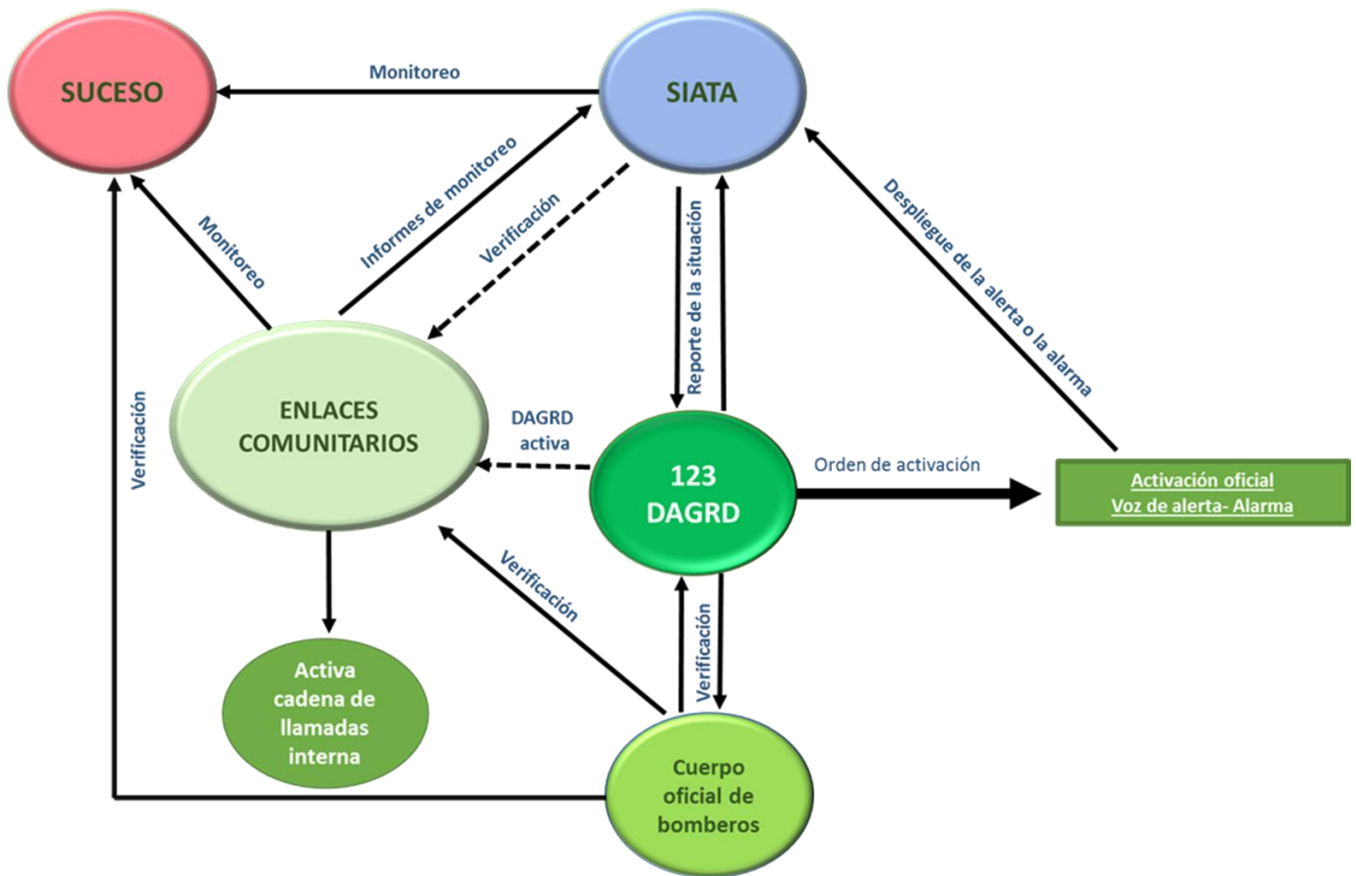 SUCESO
Monitoreo
SIATA
Monitoreo
Informes de monitoreo
Verificación
Reporte de la situación
Despliegue de la alerta o la alarma
Verificación
ENLACES
COMUNITARIOS
DAGRD
activa
123
DAGRD
Orden de activación
Activación oficial
Voz de alerta- Alarma
Verificación
Verificación
Activa
cadena de
llamadas
interna
Cuerpo
oficial de
bomberos